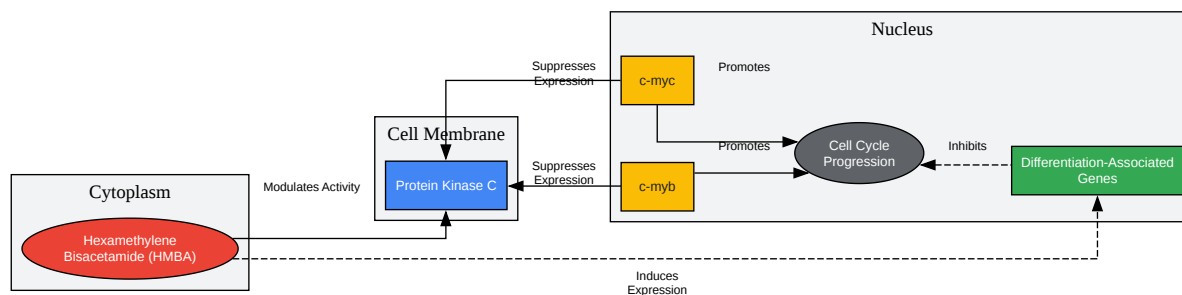 Nucleus
Suppresses
Expression
c-myc
Promotes
Cell Membrane
Protein Kinase C
Suppresses
Expression
c-myb
Promotes
Cell Cycle
Progression
Inhibits
Differentiation-Associated
Genes
Cytoplasm
Modulates Activity
Hexamethylene
Bisacetamide (HMBA)
Induces
Expression